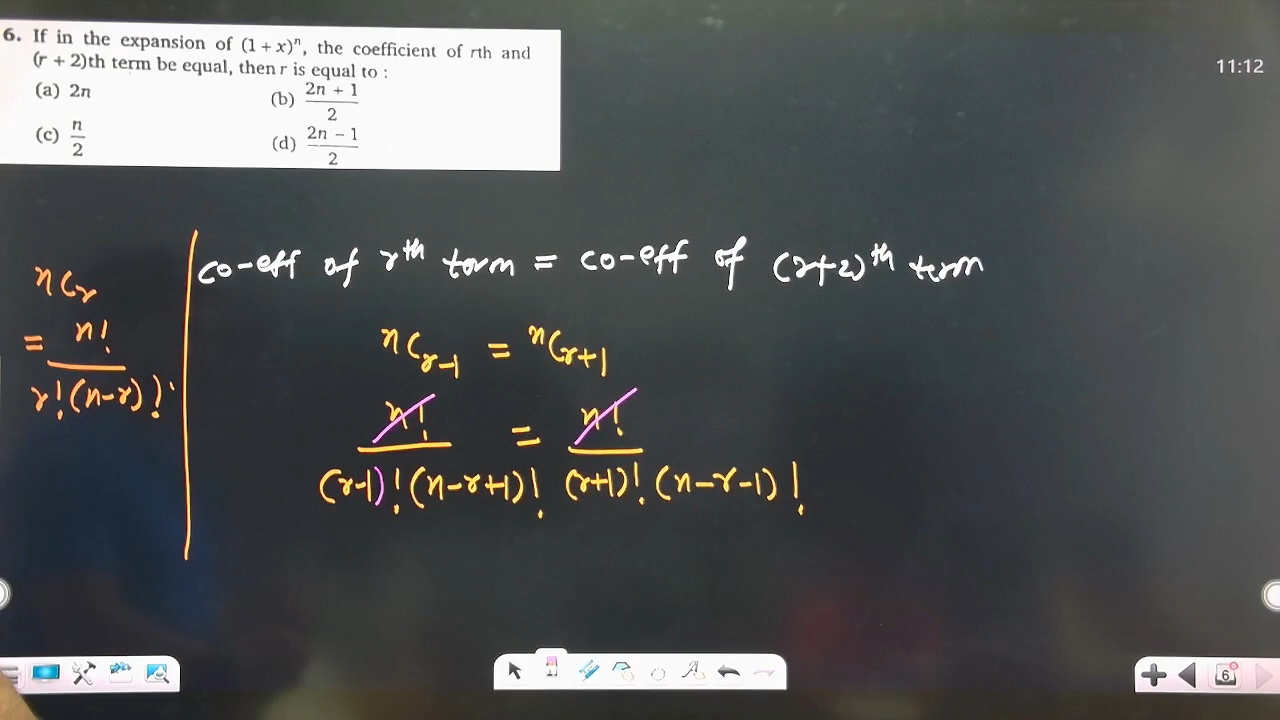 6. If in the expansion of (1 + x)ⁿ, the coefficient of rth and
(r + 2)th term be equal, then r is equal to :
(a) 2n
(b) 2n + 1 / 2
(c) n / 2
(d) 2n − 1 / 2
11:12
co-eff of rᵗʰ term = co-eff of (r+2)ᵗʰ term
nCr
= n! / r!(n-r)!
ⁿCr-1 = ⁿCr+1
n! / (r-1)!(n-r+1)! = n! / (r+1)!(n-r-1)!
6